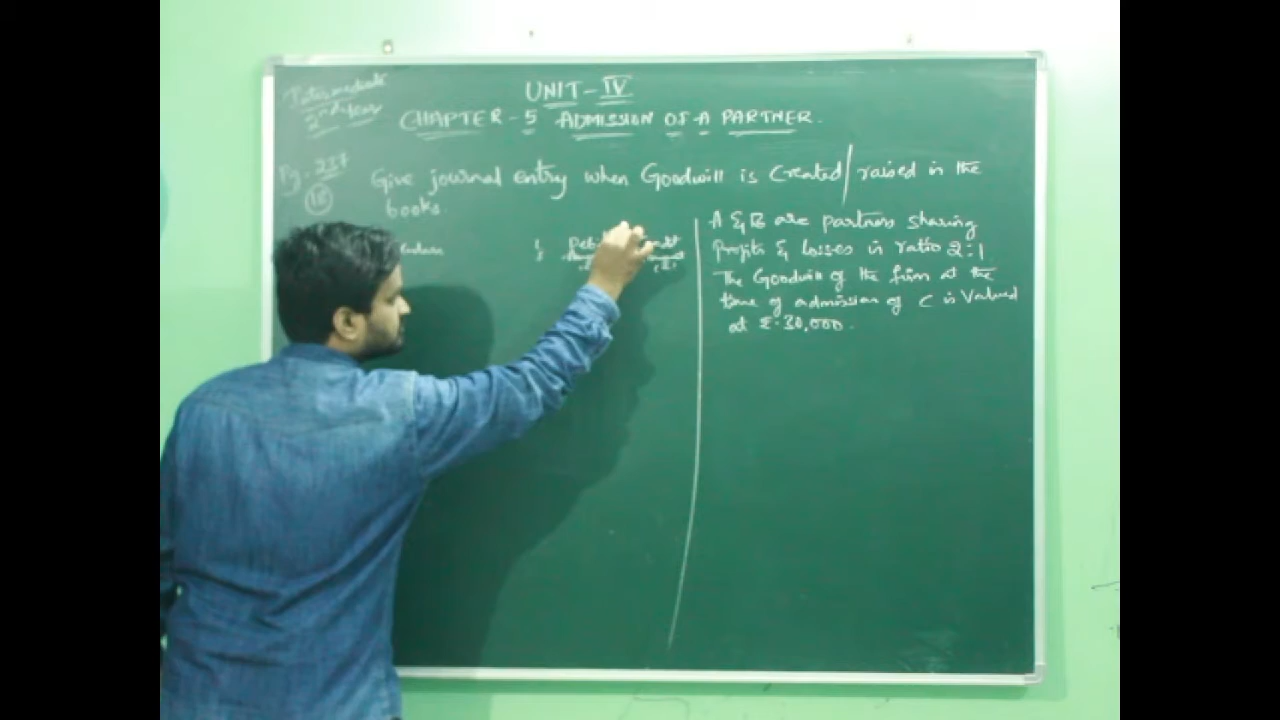 Intermediate
2nd year
UNIT - IV
CHAPTER - 5 ADMISSION OF A PARTNER.
Pg - 237
18
Give journal entry when Goodwill is Created/raised in the
books.
A & B are partners sharing
Profits & losses in ratio 2:1
The Goodwill of the firm at the
time of admission of C is Valued
at Σ.30,000.